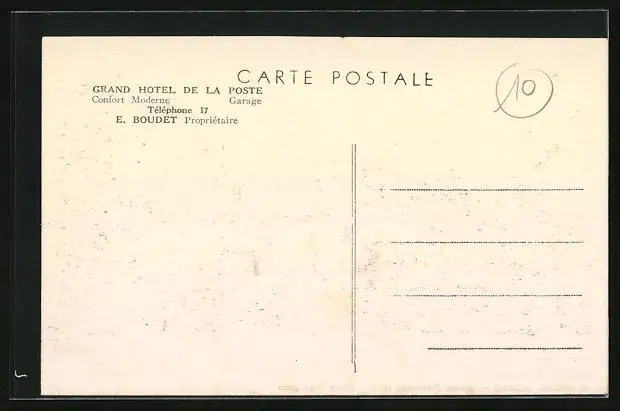 CARTE POSTALE
GRAND HOTEL DE LA POSTE
Confort Moderne Garage
Téléphone 17
E. BOUDET Propriétaire
10